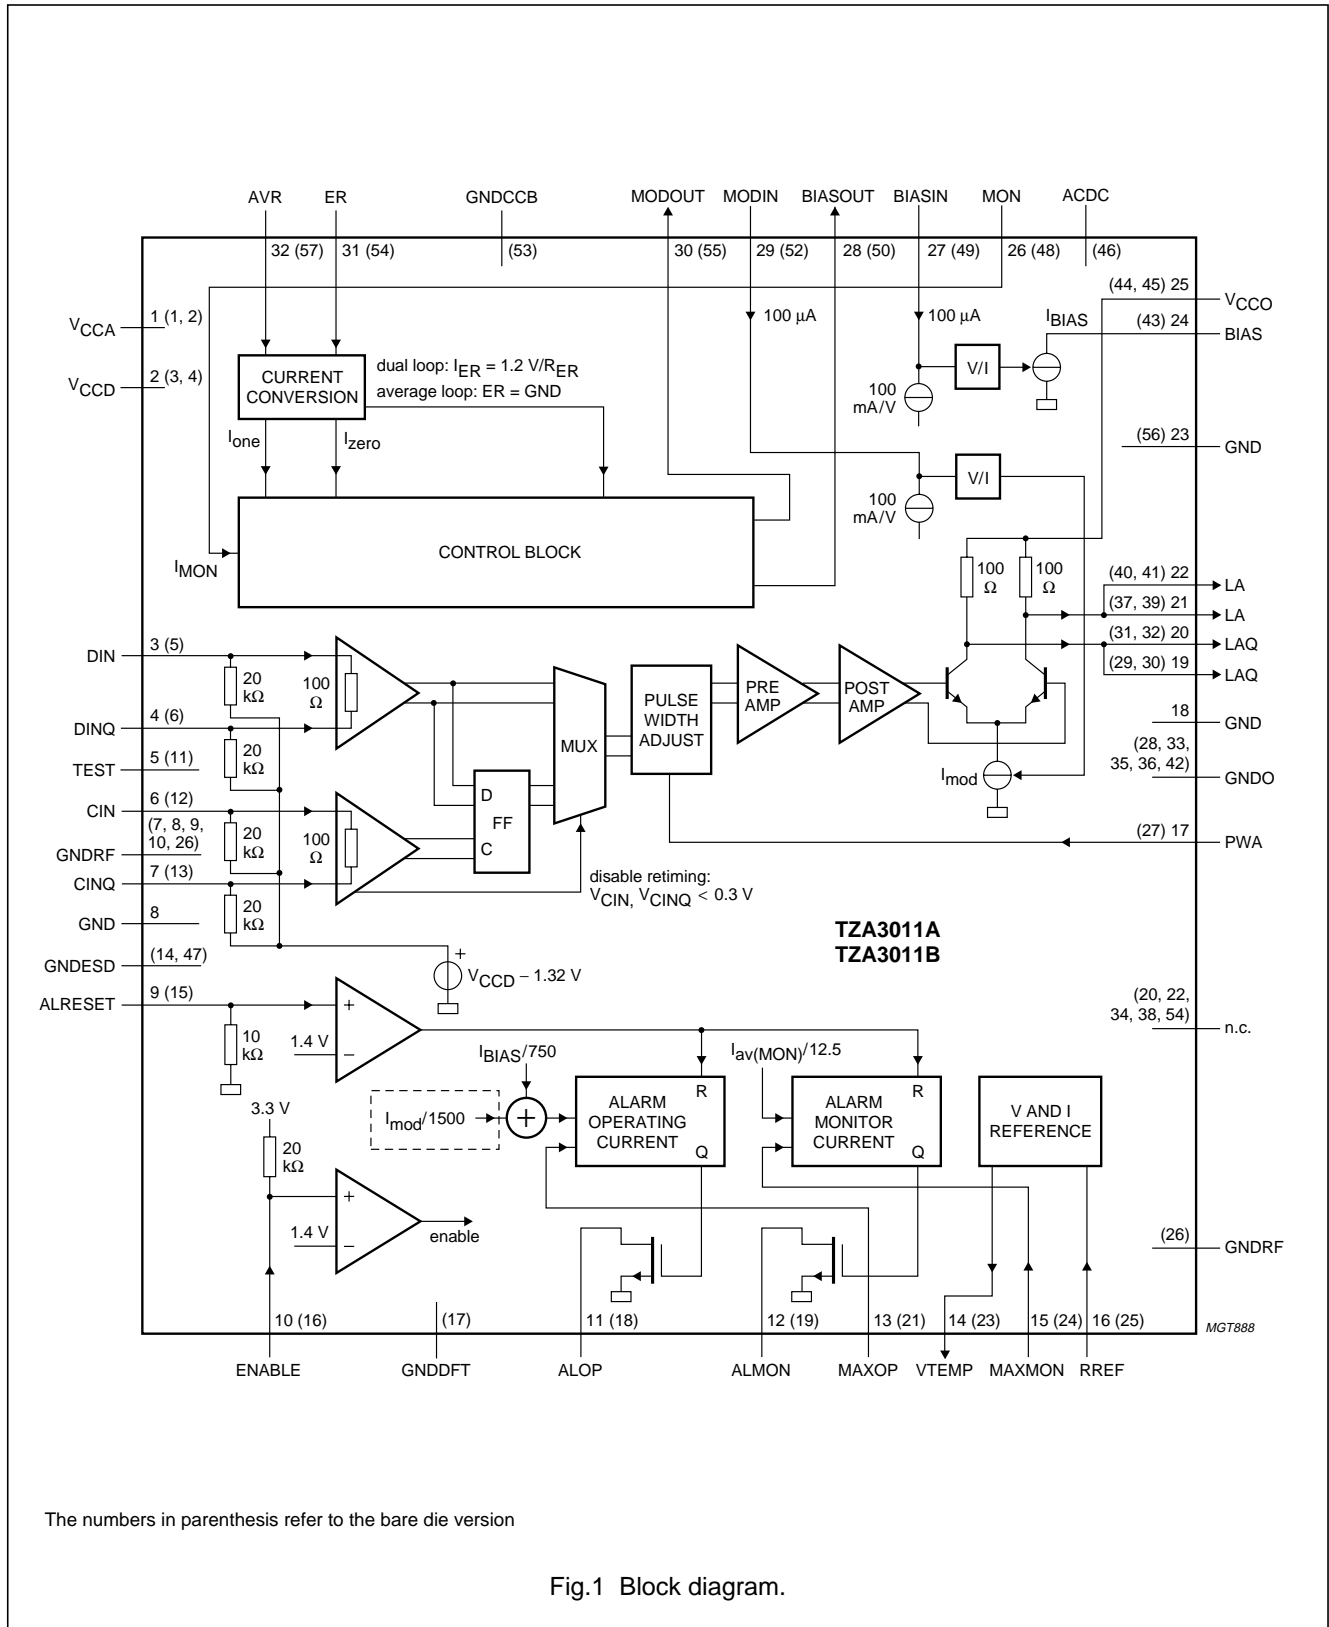 AVR ER GNDCCB MODOUT MODIN BIASOUT BIASIN MON ACDC
32 (57) 31 (54) (53) 30 (55) 29 (52) 28 (50) 27 (49) 26 (48) (46)
(44, 45) 25
VCCO
1 (1, 2)
VCCA
100 μA 100 μA
IBIAS
(43) 24
BIAS
CURRENT
CONVERSION
dual loop: IER = 1.2 V/RER
average loop: ER = GND
V/I
2 (3, 4)
VCCD
100
mA/V
Ione Izero
(56) 23
GND
V/I
100
mA/V
CONTROL BLOCK
IMON
100
Ω
100
Ω
(40, 41) 22
LA
(37, 39) 21
LA
(31, 32) 20
LAQ
(29, 30) 19
LAQ
3 (5)
DIN
20
kΩ
100
Ω
4 (6)
DINQ
20
kΩ
MUX
PULSE
WIDTH
ADJUST
PRE
AMP
POST
AMP
18
GND
(28, 33,
35, 36, 42)
GNDO
Imod
5 (11)
TEST
6 (12)
CIN
20
kΩ
100
Ω
D
FF
C
(7, 8, 9,
10, 26)
GNDRF
7 (13)
CINQ
20
kΩ
(27) 17
PWA
disable retiming:
VCIN, VCINQ < 0.3 V
8
GND
TZA3011A
TZA3011B
(14, 47)
GNDESD
+
VCCD − 1.32 V
9 (15)
ALRESET
10
kΩ
+
1.4 V
−
(20, 22,
34, 38, 54)
n.c.
IBIAS/750
Iav(MON)/12.5
Imod/1500
+
R
ALARM
OPERATING
CURRENT
Q
R
ALARM
MONITOR
CURRENT
Q
V AND I
REFERENCE
3.3 V
20
kΩ
+
1.4 V
−
enable
(26)
GNDRF
10 (16) (17) 11 (18) 12 (19) 13 (21) 14 (23) 15 (24) 16 (25)
MGT888
ENABLE GNDDFT ALOP ALMON MAXOP VTEMP MAXMON RREF
The numbers in parenthesis refer to the bare die version
Fig.1 Block diagram.